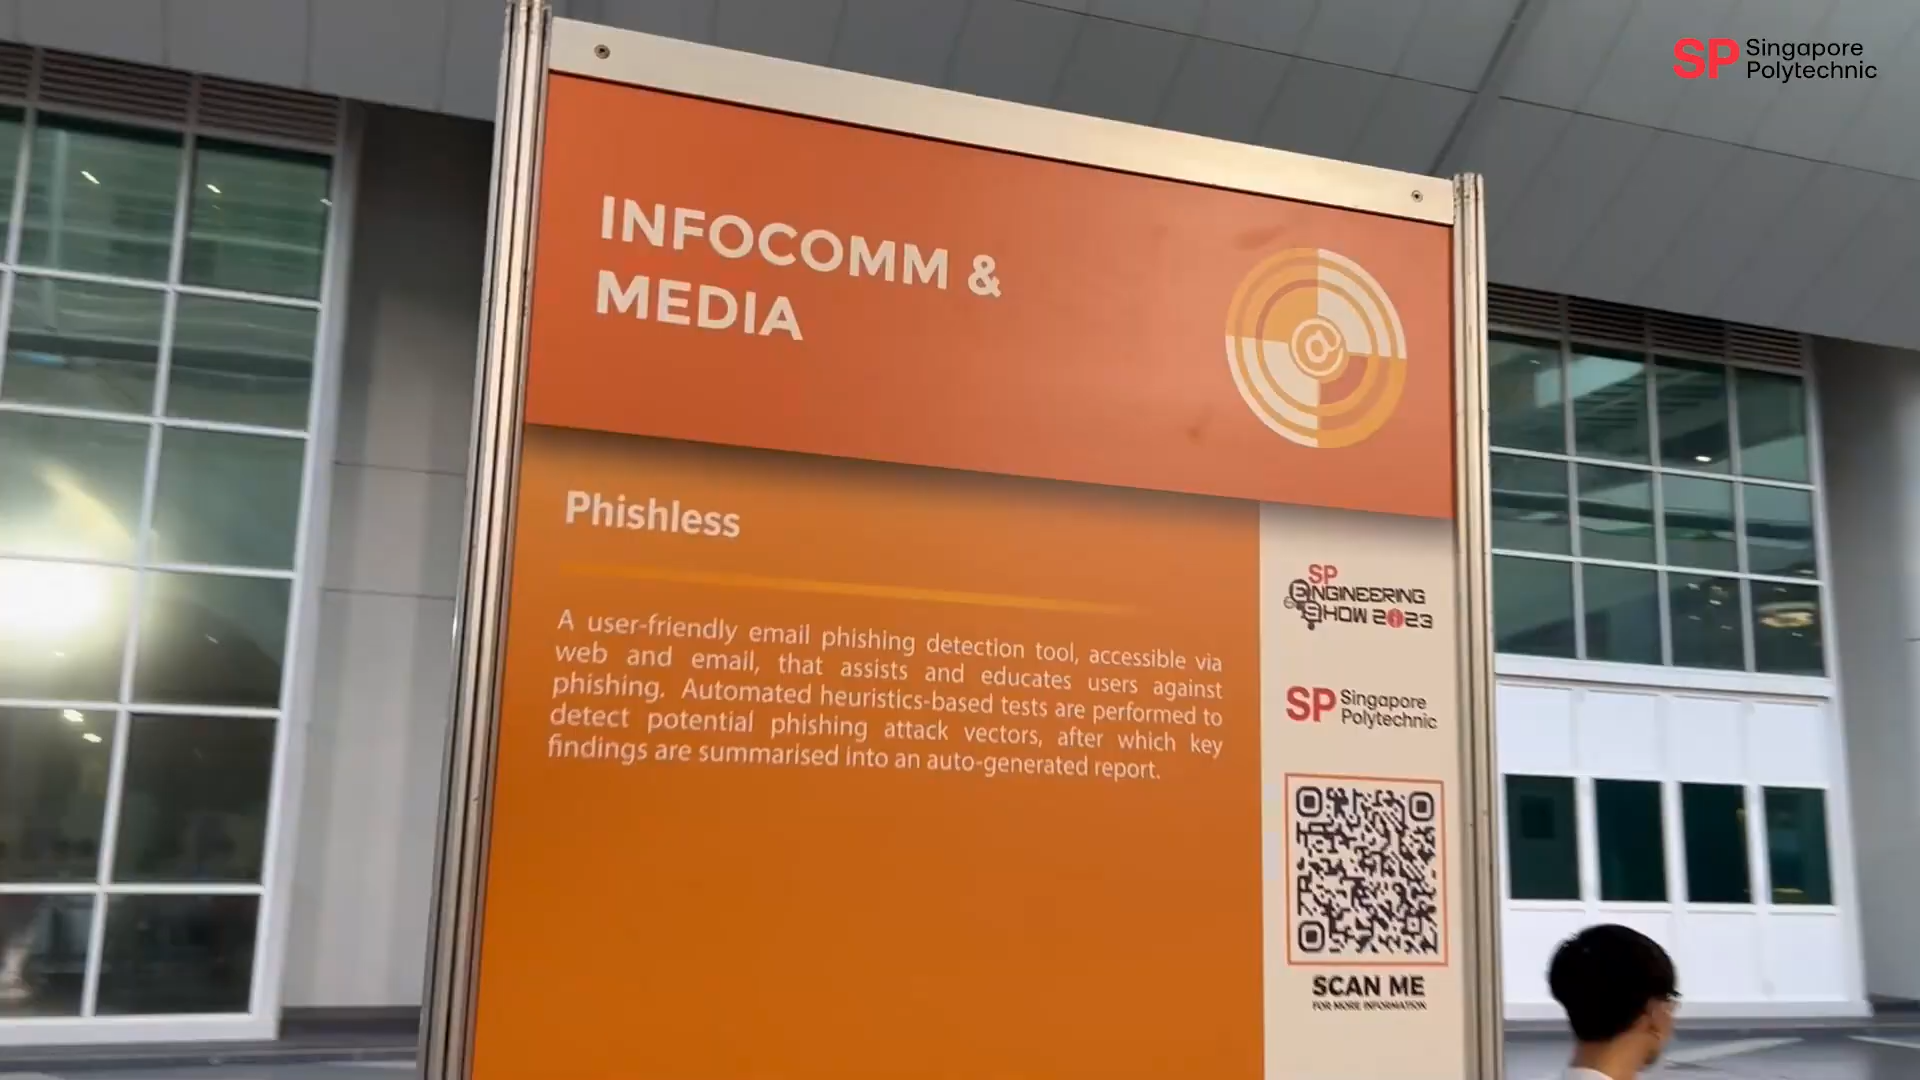 SP Singapore
Polytechnic
INFOCOMM &
MEDIA
@
Phishless
A user-friendly email phishing detection tool, accessible via
web and email, that assists and educates users against
phishing. Automated heuristics-based tests are performed to
detect potential phishing attack vectors, after which key
findings are summarised into an auto-generated report.
SP
ENGINEERING
SHOW 2023
SP Singapore
Polytechnic
SCAN ME
FOR MORE INFORMATION